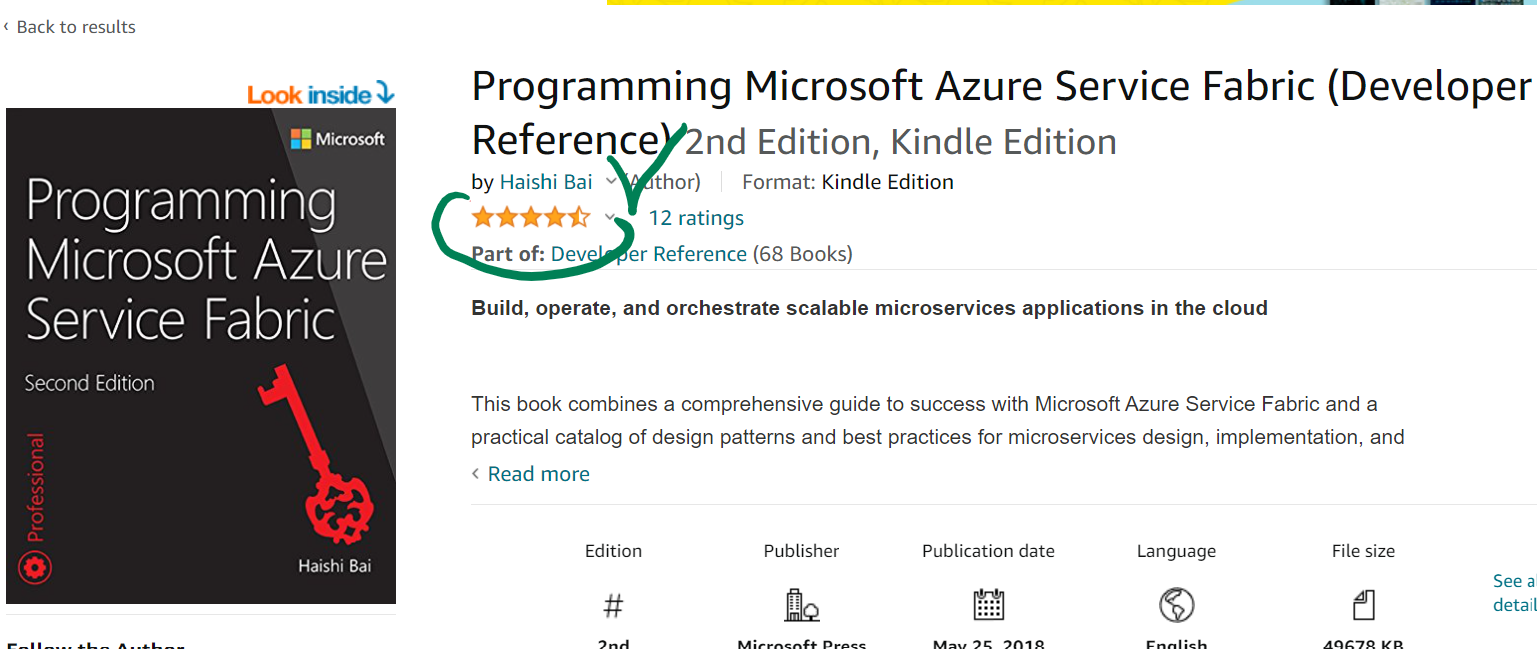 ‹ Back to results
Look inside
Microsoft
Programming
Microsoft Azure
Service Fabric
Second Edition
Professional
Haishi Bai
Programming Microsoft Azure Service Fabric (Developer
Reference) 2nd Edition, Kindle Edition
by Haishi Bai (Author) Format: Kindle Edition
12 ratings
Part of: Developer Reference (68 Books)
Build, operate, and orchestrate scalable microservices applications in the cloud
This book combines a comprehensive guide to success with Microsoft Azure Service Fabric and a
practical catalog of design patterns and best practices for microservices design, implementation, and
‹ Read more
Edition Publisher Publication date Language File size
#
See
2nd Microsoft Press May 25, 2018 English 49678 KB
Follow the Author